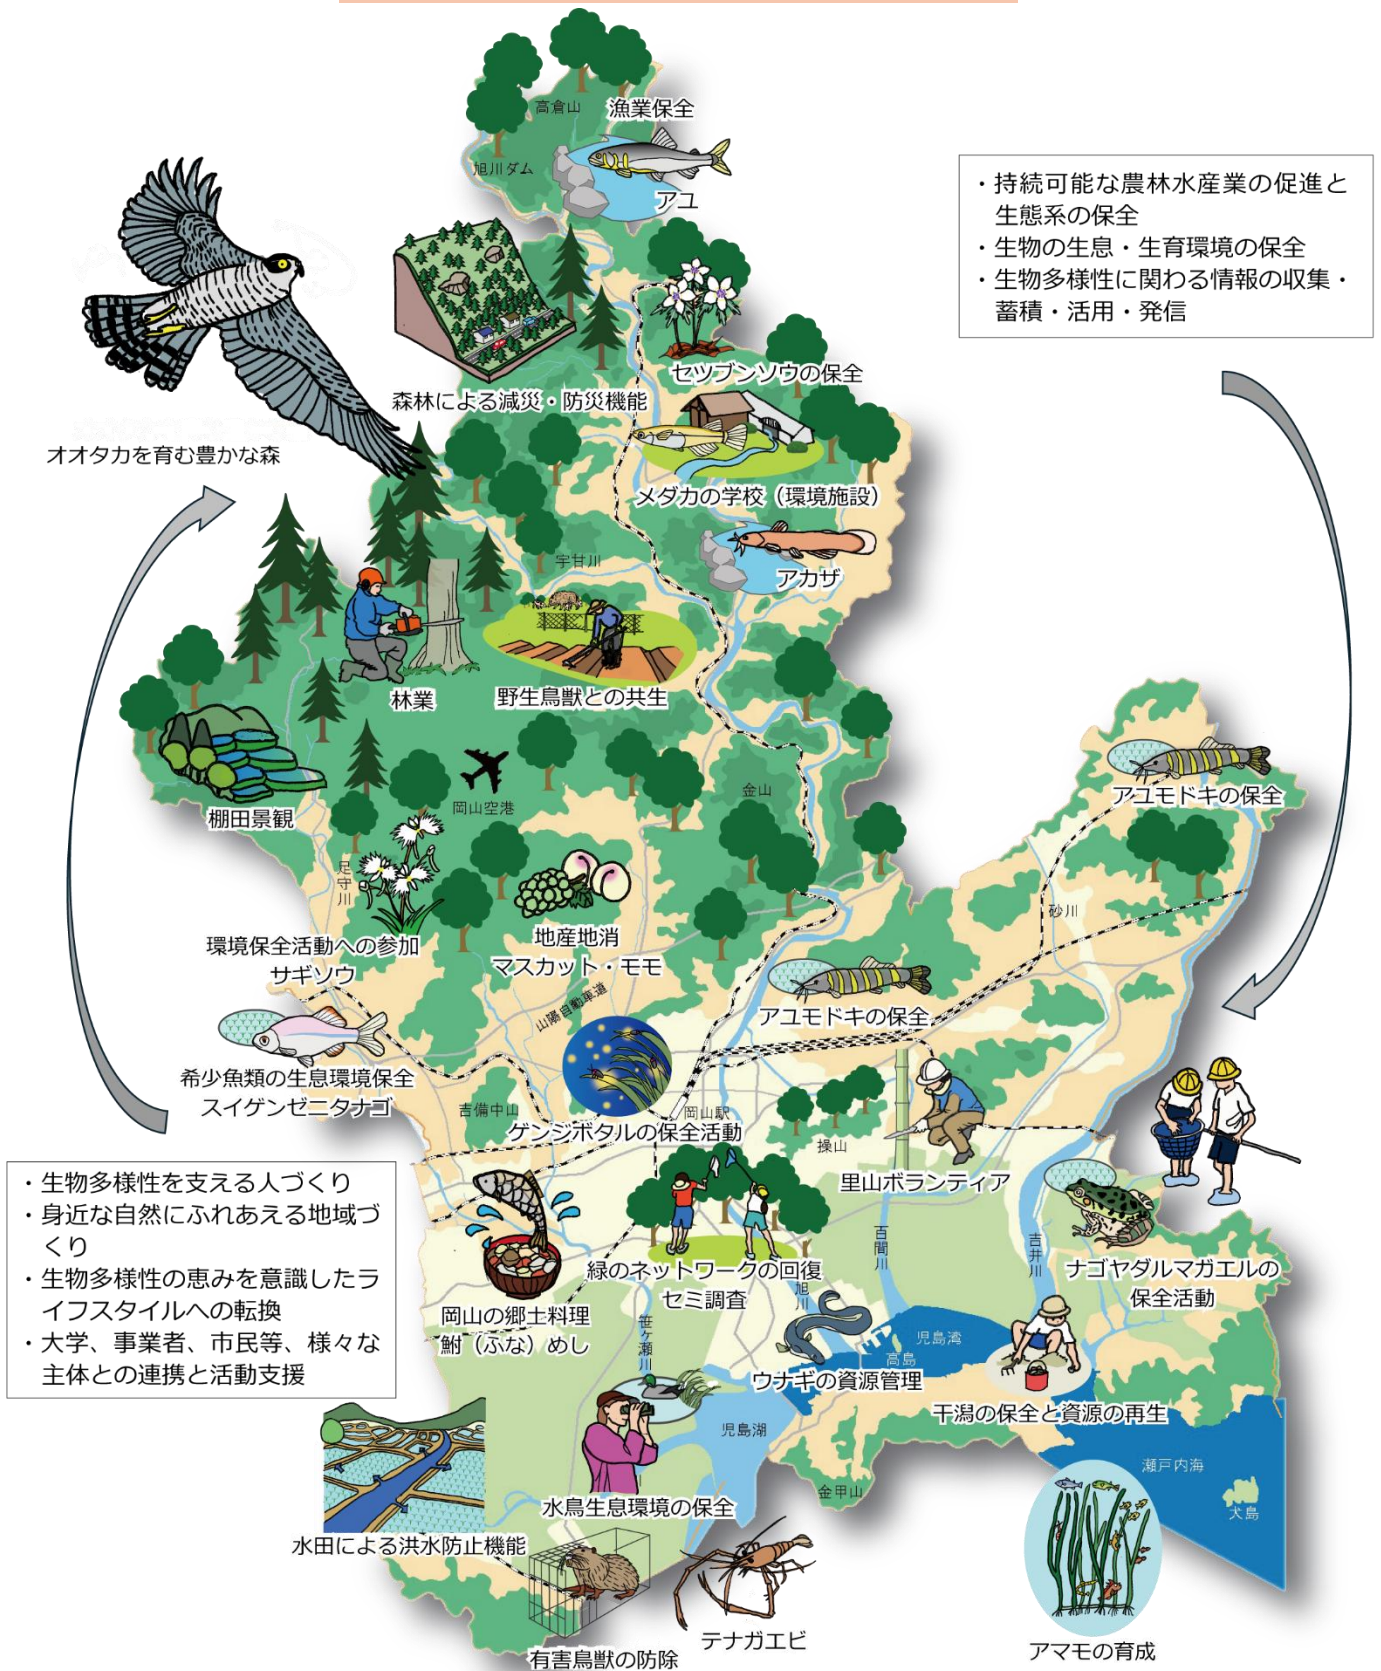 高倉山
漁業保全
旭川ダム
アユ
・持続可能な農林水産業の促進と
生態系の保全
・生物の生息・生育環境の保全
・生物多様性に関わる情報の収集・
蓄積・活用・発信
セツブンソウの保全
森林による減災・防災機能
オオタカを育む豊かな森
メダカの学校（環境施設）
宇甘川
アカザ
林業
野生鳥獣との共生
アユモドキの保全
金山
岡山空港
棚田景観
足守川
砂川
環境保全活動への参加
サギソウ
地産地消
マスカット・モモ
山陽自動車道
アユモドキの保全
希少魚類の生息環境保全
スイゲンゼニタナゴ
吉備中山
岡山駅
ゲンジボタルの保全活動
操山
里山ボランティア
・生物多様性を支える人づくり
・身近な自然にふれあえる地域づ
くり
・生物多様性の恵みを意識したラ
イフスタイルへの転換
・大学、事業者、市民等、様々な
主体との連携と活動支援
百間川
吉井川
緑のネットワークの回復
セミ調査
旭川
ナゴヤダルマガエルの
保全活動
岡山の郷土料理
鮒（ふな）めし
笹ヶ瀬川
児島湾
高島
ウナギの資源管理
干潟の保全と資源の再生
児島湖
瀬戸内海
金甲山
犬島
水鳥生息環境の保全
水田による洪水防止機能
テナガエビ
有害鳥獣の防除
アマモの育成